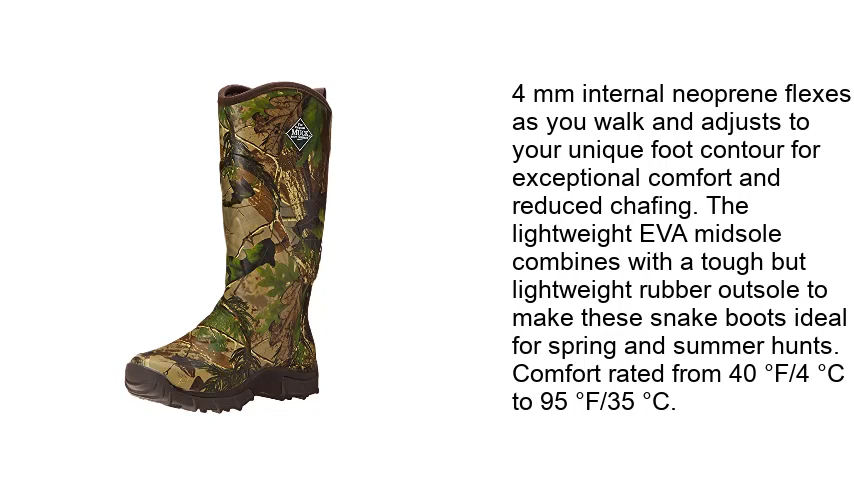 MUCK
4 mm internal neoprene flexes
as you walk and adjusts to
your unique foot contour for
exceptional comfort and
reduced chafing. The
lightweight EVA midsole
combines with a tough but
lightweight rubber outsole to
make these snake boots ideal
for spring and summer hunts.
Comfort rated from 40 °F/4 °C
to 95 °F/35 °C.